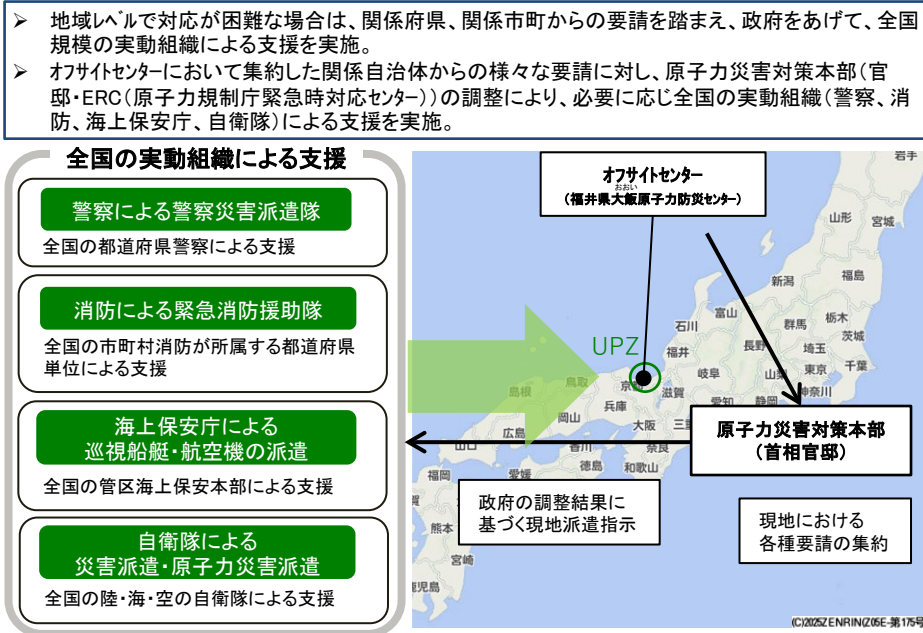 ➢ 地域レベルで対応が困難な場合は、関係府県、関係市町からの要請を踏まえ、政府をあげて、全国
規模の実動組織による支援を実施。
➢ オフサイトセンターにおいて集約した関係自治体からの様々な要請に対し、原子力災害対策本部（官
邸・ERC（原子力規制庁緊急時対応センター））の調整により、必要に応じ全国の実動組織（警察、消
防、海上保安庁、自衛隊）による支援を実施。
全国の実動組織による支援
警察による警察災害派遣隊
全国の都道府県警察による支援
消防による緊急消防援助隊
全国の市町村消防が所属する都道府県
単位による支援
海上保安庁による
巡視船艇・航空機の派遣
全国の管区海上保安本部による支援
自衛隊による
災害派遣・原子力災害派遣
全国の陸・海・空の自衛隊による支援
オフサイトセンター
おおい
（福井県大飯原子力防災センター）
岩手
山形
宮城
新潟
福島
富山
石川
群馬
栃木
茨城
UPZ
福井
長野
埼玉
岐阜
山梨
東京
千葉
島根
鳥取
京都
滋賀
愛知
静岡
神奈川
兵庫
岡山
広島
大阪
三重
奈良
山口
香川
徳島
和歌山
愛媛
福岡
熊本
宮崎
鹿児島
原子力災害対策本部
（首相官邸）
政府の調整結果に
基づく現地派遣指示
現地における
各種要請の集約
(C)2025ZENRIN(Z05E-第175号